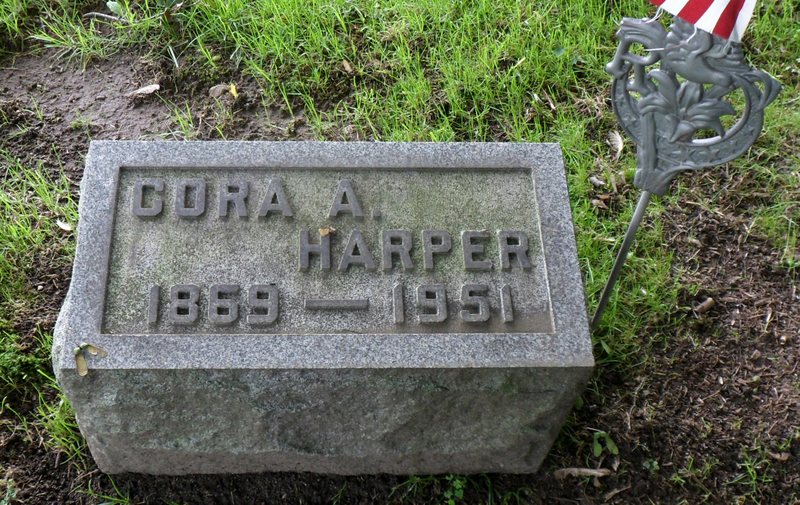 CORA A.
HARPER
1869 — 1951